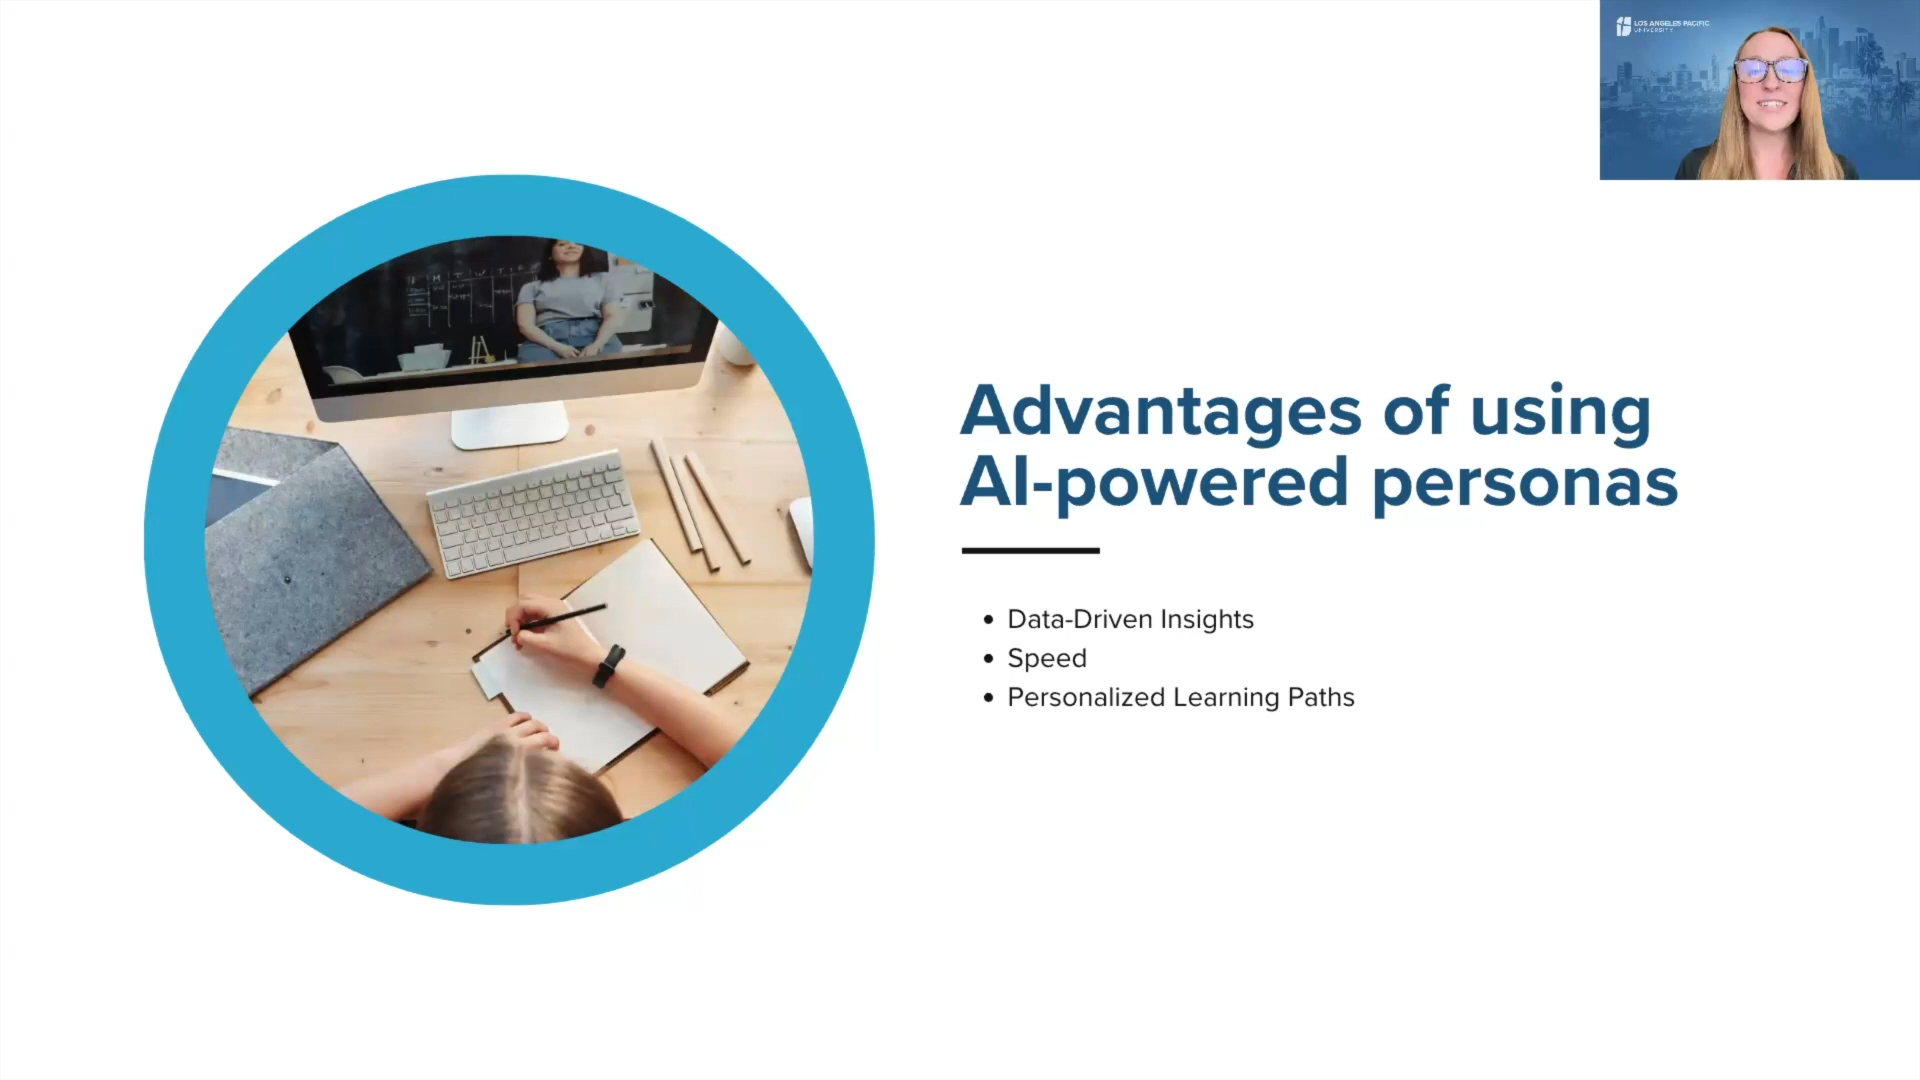 LOS ANGELES PACIFIC
UNIVERSITY
Advantages of using
AI-powered personas
Data-Driven Insights
Speed
Personalized Learning Paths